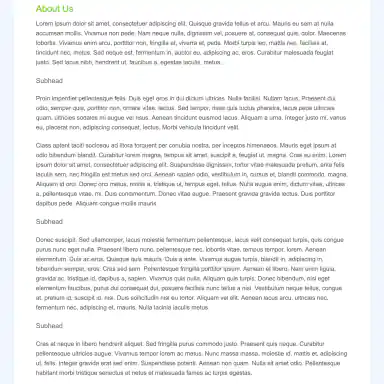 About Us
Lorem ipsum dolor sit amet, consectetuer adipiscing elit. Quisque gravida tellus et arcu. Mauris eu sem at nulla
accumsan mollis. Vivamus non pede. Nam neque nulla, dignissim vel, posuere at, consequat quis, dolor. Maecenas
lobortis. Vivamus enim arcu, porttitor non, fringilla at, viverra et, pede. Morbi turpis leo, mattis nec, facilisis at,
tincidunt nec, metus. Sed neque est, fermentum in, auctor eu, adipiscing ac, eros. Curabitur malesuada feugiat
justo. Sed lacus nibh, hendrerit ut, faucibus a, egestas iaculis, metus.
Subhead
Proin imperdiet pellentesque felis. Duis eget eros in dui dictum ultrices. Nulla facilisi. Nullam lacus. Praesent dui
odio, semper quis, porttitor non, ornare vitae, lectus. Sed tempor, risus quis luctus pharetra, lacus pede ultricies
quam, ultricies sodales mi augue vel risus. Aenean tincidunt euismod lacus. Aliquam a urna. Integer justo mi, varius
eu, placerat non, adipiscing consequat, lectus. Morbi vehicula tincidunt velit.
Class aptent taciti sociosqu ad litora torquent per conubia nostra, per inceptos himenaeos. Mauris eget ipsum at
odio bibendum blandit. Curabitur lorem magna, tempus sit amet, suscipit a, feugiat ut, magna. Cras eu enim. Lorem
ipsum dolor sit amet, consectetuer adipiscing elit. Suspendisse dignissim, tortor vitae malesuada pretium, urna felis
iaculis sem, nec fringilla est metus sed orci. Aenean sapien odio, vestibulum in, cursus et, blandit commodo, magna.
Aliquam id orci. Donec orci metus, mollis a, tristique ut, tempus eget, tellus. Nulla augue enim, dictum vitae, ultricies
a, pellentesque vitae, mi. Duis condimentum. Donec vitae augue. Praesent gravida gravida lectus. Duis porttitor
dapibus pede. Aliquam congue mollis mauris.
Subhead
Donec suscipit. Sed ullamcorper, lacus molestie fermentum pellentesque, lacus velit consequat turpis, quis congue
purus nunc eget nulla. Praesent libero nunc, pellentesque nec, lobortis vitae, tempus tempor, lorem. Aenean
elementum. Quis ac eros. Quisque quis mauris. Duis a ante. Vivamus augue turpis, blandit in, adipiscing in,
bibendum semper, eros. Cras sed sem. Pellentesque fringilla porttitor ipsum. Aenean et libero. Nam enim ligula,
gravida ac, tristique id, dapibus a, sapien. Vivamus quis nulla. Aliquam quis turpis. Donec bibendum, nisi eget
elementum faucibus, purus dui consequat dui, posuere facilisis nunc tellus a nisl. Vestibulum neque tellus, congue
at, pretium id, suscipit id, nisl. Duis sollicitudin nisl eu tortor. Aliquam vel elit. Aenean lacus arcu, ultricies nec,
fermentum nec, adipiscing et, mauris. Nulla lacinia iaculis metus.
Subhead
Cras at neque in libero hendrerit aliquet. Sed fringilla purus commodo justo. Praesent quis neque. Curabitur
pellentesque ultricies augue. Vivamus tempor lorem ac metus. Nunc massa massa, molestie id, mattis et, adipiscing
ut, felis. Integer gravida erat sed enim. Suspendisse potenti. Aenean non quam. Nulla sit amet odio. Pellentesque
habitant morbi tristique senectus et netus et malesuada fames ac turpis egestas.